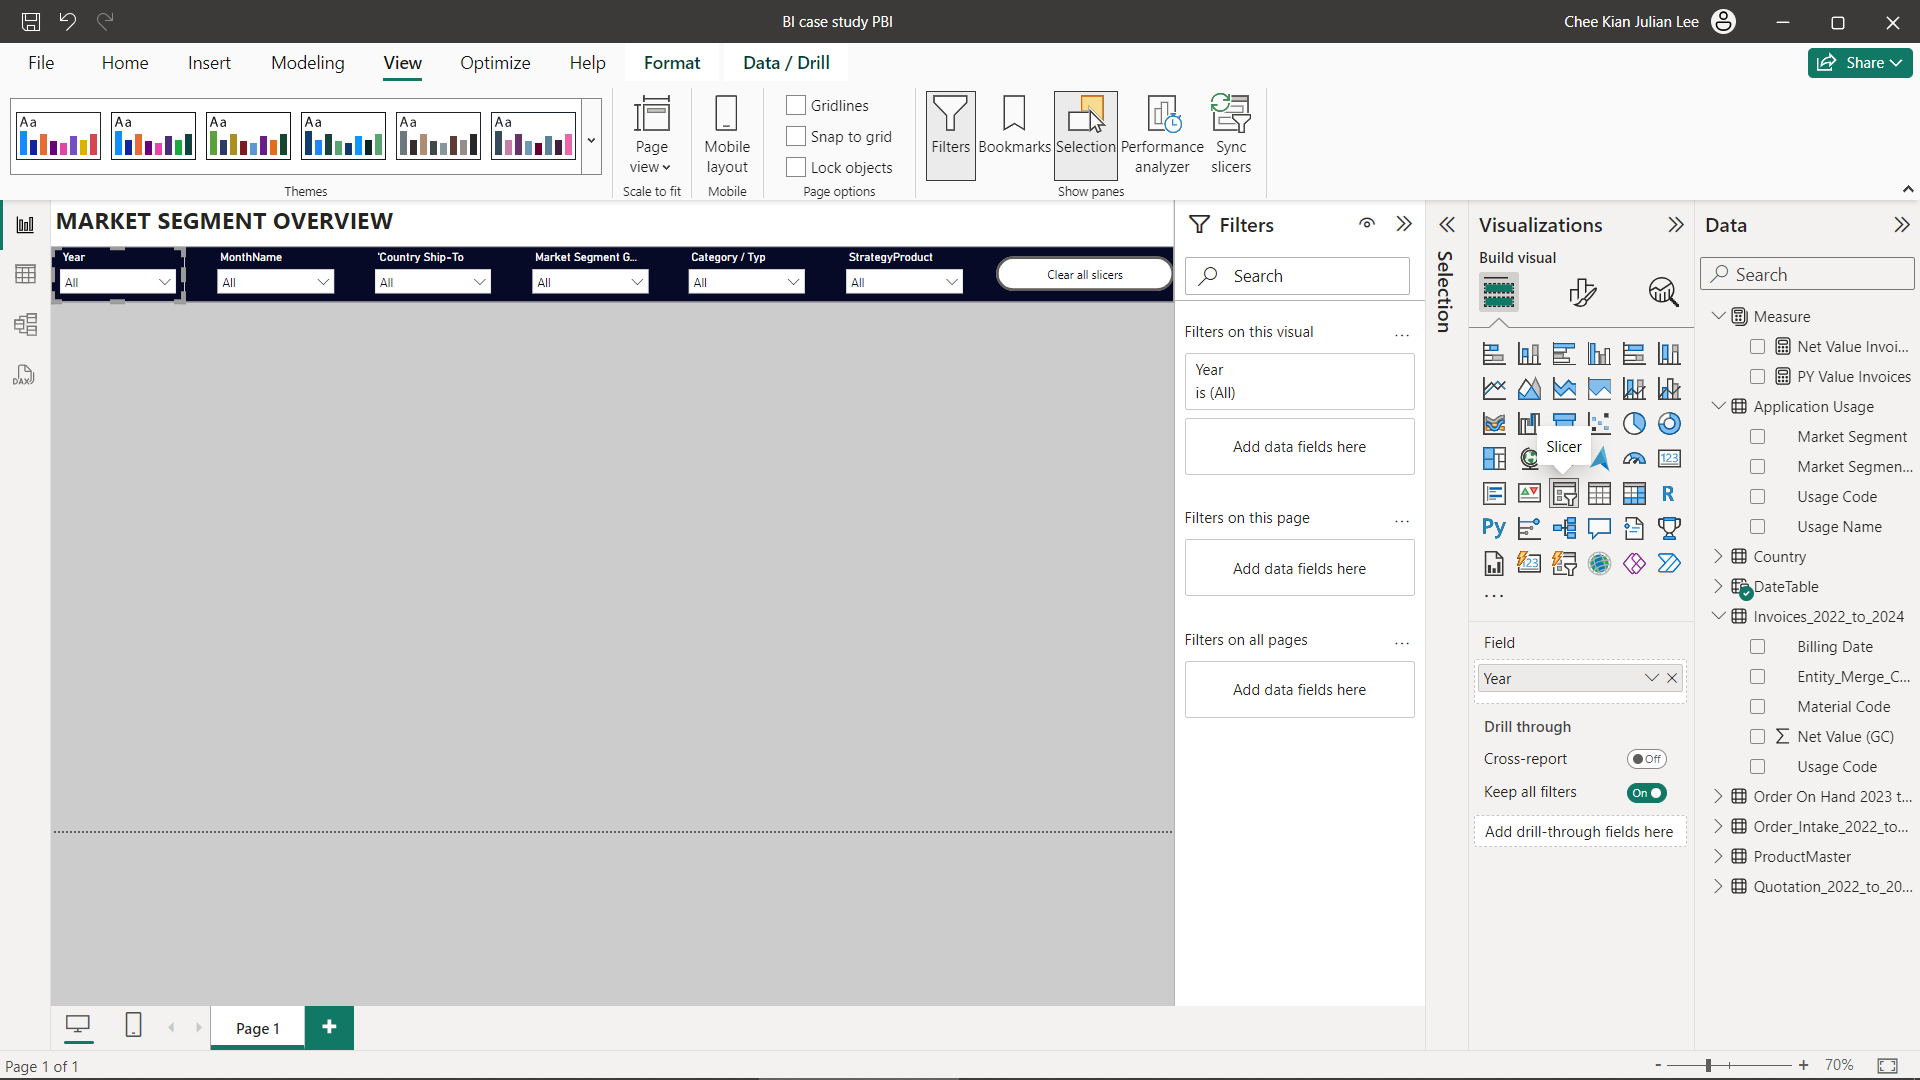 BI case study PBI
Chee Kian Julian Lee
File
Home
Insert
Modeling
View
Optimize
Help
Format
Data / Drill
Share
Aa
Aa
Aa
Aa
Aa
Aa
Themes
Page view
Scale to fit
Mobile layout
Mobile
Gridlines
Snap to grid
Lock objects
Page options
Filters
Bookmarks
Selection
Performance analyzer
Sync slicers
Show panes
MARKET SEGMENT OVERVIEW
Year
All
MonthName
All
'Country Ship-To
All
Market Segment G...
All
Category / Typ
All
StrategyProduct
All
Clear all slicers
Filters
Search
Filters on this visual
...
Year
is (All)
Add data fields here
Filters on this page
...
Add data fields here
Filters on all pages
...
Add data fields here
Selection
Visualizations
Build visual
Slicer
123
R
Py
123
...
Field
Year
Drill through
Cross-report
Off
Keep all filters
On
Add drill-through fields here
Data
Search
Measure
Net Value Invoi...
PY Value Invoices
Application Usage
Market Segment
Market Segmen...
Usage Code
Usage Name
Country
DateTable
Invoices_2022_to_2024
Billing Date
Entity_Merge_C...
Material Code
Net Value (GC)
Usage Code
Order On Hand 2023 t...
Order_Intake_2022_to...
ProductMaster
Quotation_2022_to_20...
DAX
Page 1
+
Page 1 of 1
- + 70%